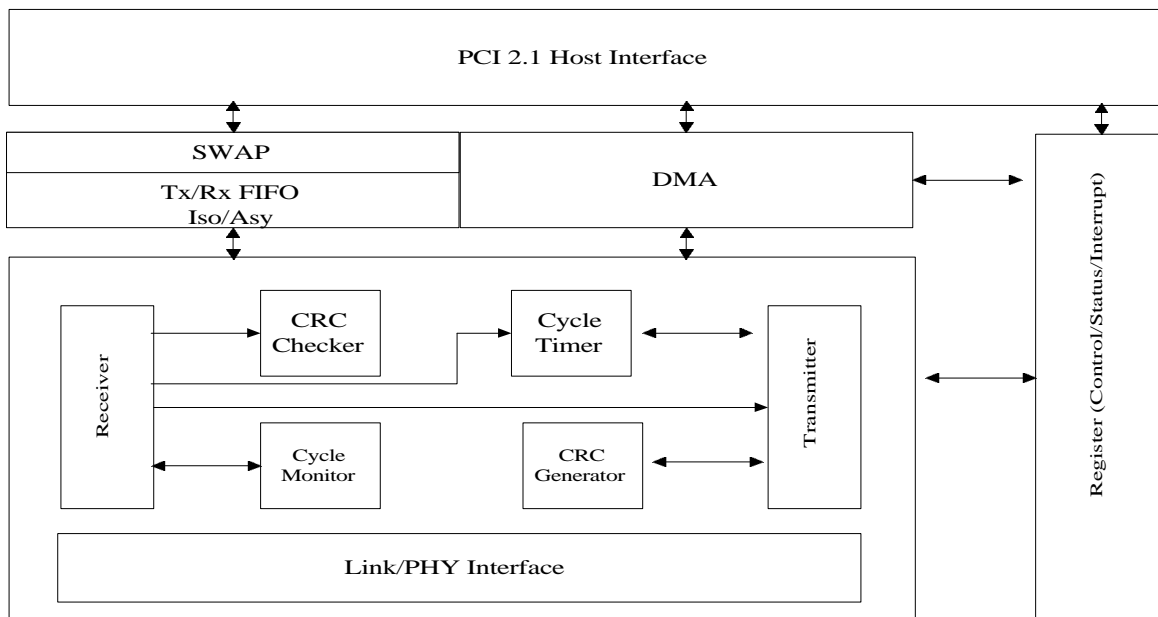 PCI 2.1 Host Interface
SWAP
Tx/Rx FIFO
Iso/Asy
DMA
Register (Control/Status/Interrupt)
Receiver
CRC
Checker
Cycle
Timer
Transmitter
Cycle
Monitor
CRC
Generator
Link/PHY Interface